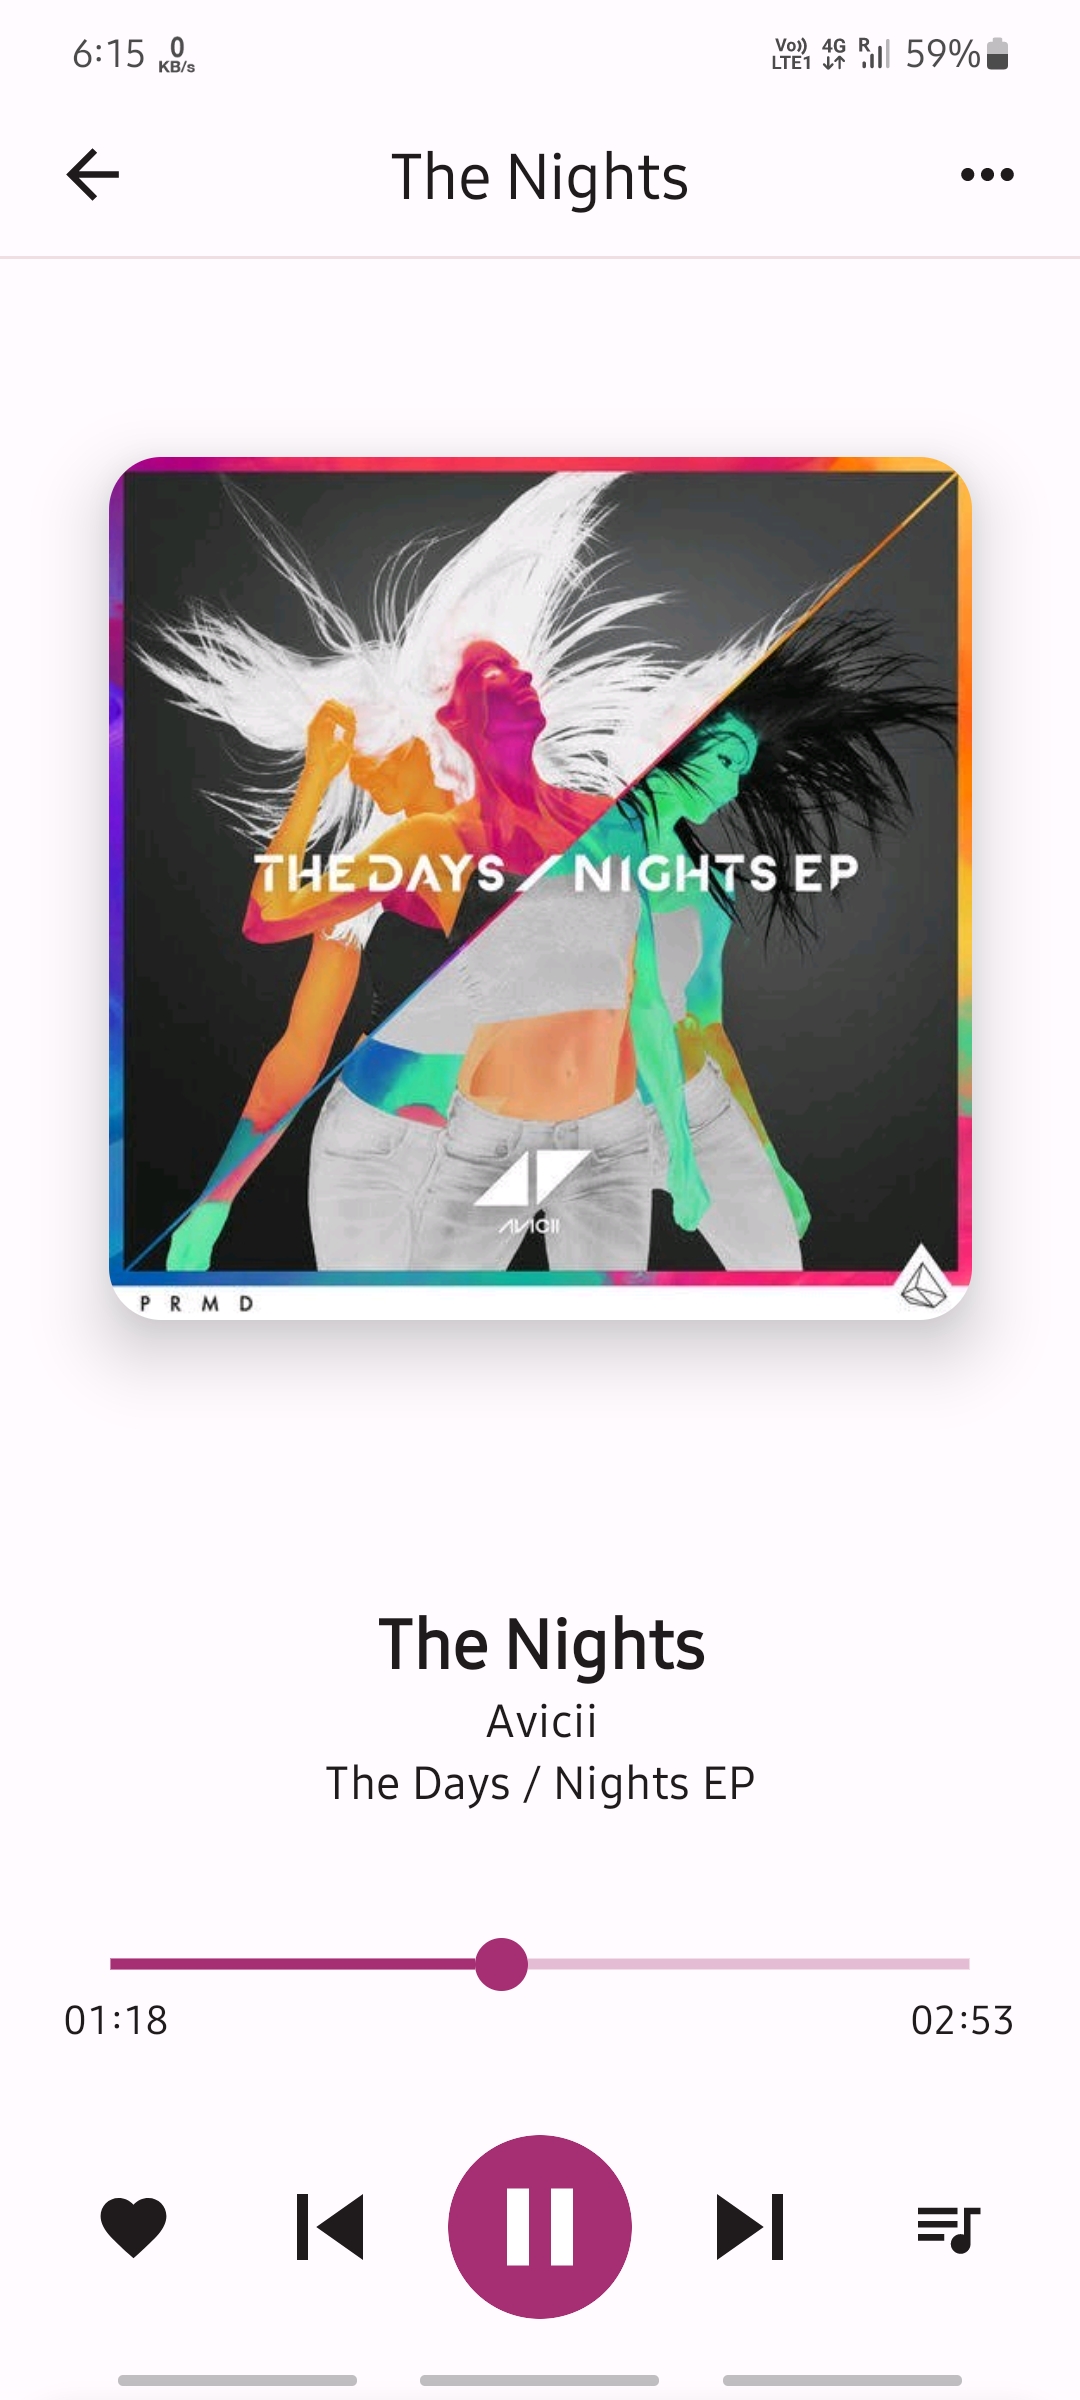 6:15 0 KB/s Vo)) LTE1 4G R 59%
The Nights
THE DAYS / NIGHTS EP
AVICII
PRMD
The Nights
Avicii
The Days / Nights EP
01:18 02:53